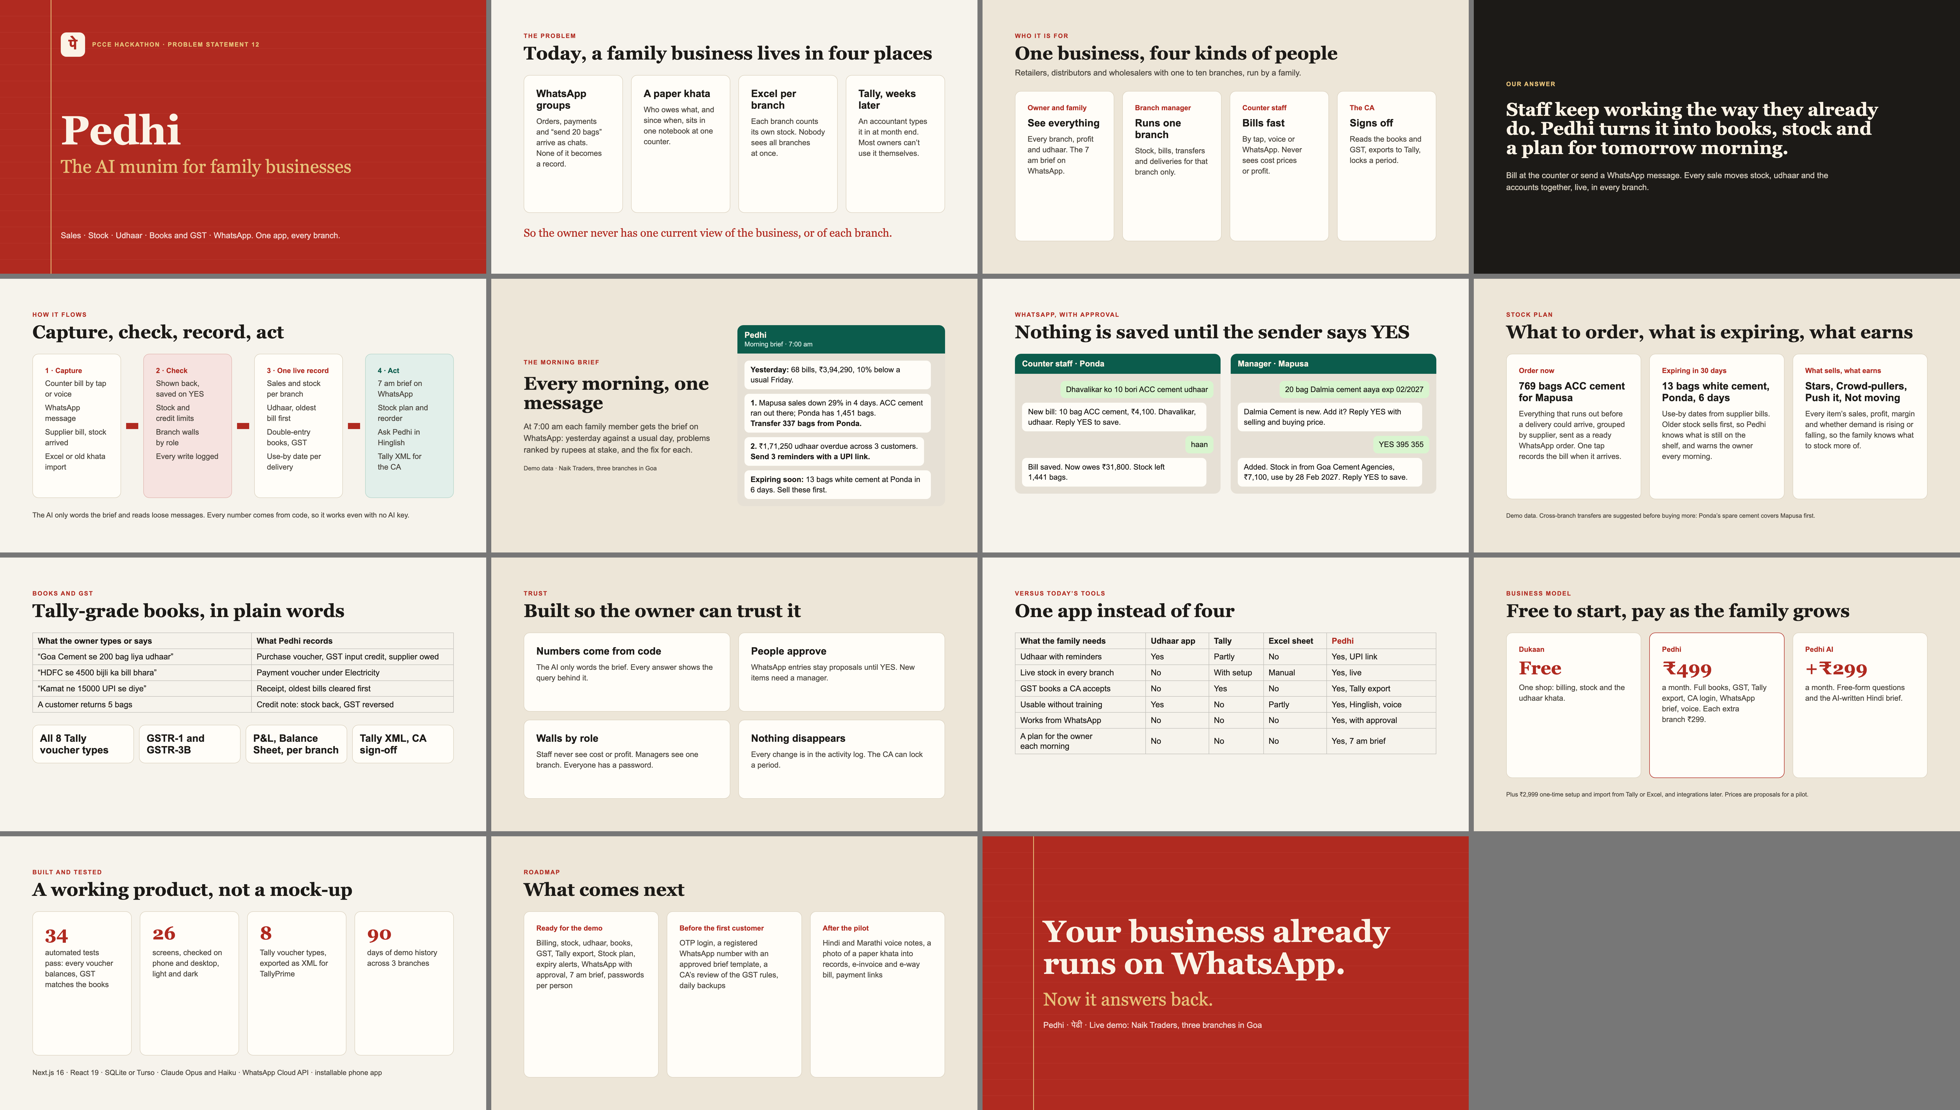 पे
PCCE HACKATHON · PROBLEM STATEMENT 12
Pedhi
The AI munim for family businesses
Sales · Stock · Udhaar · Books and GST · WhatsApp. One app, every branch.
THE PROBLEM
Today, a family business lives in four places
WhatsApp
groups
Orders, payments
and "send 20 bags"
arrive as chats.
None of it becomes
a record.
A paper khata
Who owes what, and
since when, sits in
one notebook at one
counter.
Excel per
branch
Each branch counts
its own stock. Nobody
sees all branches
at once.
Tally, weeks
later
An accountant types
it in at month end.
Most owners can't
use it themselves.
So the owner never has one current view of the business, or of each branch.
WHO IT IS FOR
One business, four kinds of people
Retailers, distributors and wholesalers with one to ten branches, run by a family.
Owner and family
See everything
Every branch, profit
and udhaar. The 7
am brief on
WhatsApp.
Branch manager
Runs one
branch
Stock, bills, transfers
and deliveries for that
branch only.
Counter staff
Bills fast
By tap, voice or
WhatsApp. Never
sees cost prices
or profit.
The CA
Signs off
Reads the books and
GST, exports to Tally,
locks a period.
OUR ANSWER
Staff keep working the way they already
do. Pedhi turns it into books, stock and
a plan for tomorrow morning.
Bill at the counter or send a WhatsApp message. Every sale moves stock, udhaar and the
accounts together, live, in every branch.
HOW IT FLOWS
Capture, check, record, act
1 · Capture
Counter bill by tap
or voice
WhatsApp
message
Supplier bill, stock
arrived
Excel or old khata
import
2 · Check
Shown back,
saved on YES
Stock and
credit limits
Branch walls
by role
Every write logged
3 · One live record
Sales and stock
per branch
Udhaar, oldest
bill first
Double-entry
books, GST
Use-by date per
delivery
4 · Act
7 am brief on
WhatsApp
Stock plan and
reorder
Ask Pedhi in
Hinglish
Tally XML for
the CA
The AI only words the brief and reads loose messages. Every number comes from code, so it works even with no AI key.
THE MORNING BRIEF
Every morning, one
message
At 7:00 am each family member gets the brief on
WhatsApp: yesterday against a usual day, problems
ranked by rupees at stake, and the fix for each.
Demo data · Naik Traders, three branches in Goa
Pedhi
Morning brief · 7:00 am
Yesterday: 68 bills, ₹3,94,290, 10% below a
usual Friday.
1. Mapusa sales down 29% in 4 days. ACC cement
ran out there; Ponda has 1,451 bags.
Transfer 337 bags from Ponda.
2. ₹1,71,250 udhaar overdue across 3 customers.
Send 3 reminders with a UPI link.
Expiring soon: 13 bags white cement at Ponda in
6 days. Sell these first.
WHATSAPP, WITH APPROVAL
Nothing is saved until the sender says YES
Counter staff · Ponda
Dhavalikar ko 10 bori ACC cement udhaar
New bill: 10 bag ACC cement, ₹4,100. Dhavalikar,
udhaar. Reply YES to save.
haan
Bill saved. Now owes ₹31,800. Stock left
1,441 bags.
Manager · Mapusa
20 bag Dalmia cement aaya exp 02/2027
Dalmia Cement is new. Add it? Reply YES with
selling and buying price.
YES 395 355
Added. Stock in from Goa Cement Agencies,
₹7,100, use by 28 Feb 2027. Reply YES to save.
STOCK PLAN
What to order, what is expiring, what earns
Order now
769 bags ACC cement
for Mapusa
Everything that runs out before
a delivery could arrive, grouped
by supplier, sent as a ready
WhatsApp order. One tap
records the bill when it arrives.
Expiring in 30 days
13 bags white cement,
Ponda, 6 days
Use-by dates from supplier bills.
Older stock sells first, so Pedhi
knows what is still on the
shelf, and warns the owner
every morning.
What sells, what earns
Stars, Crowd-pullers,
Push it, Not moving
Every item's sales, profit, margin
and whether demand is rising or
falling, so the family knows what
to stock more of.
Demo data. Cross-branch transfers are suggested before buying more: Ponda's spare cement covers Mapusa first.
BOOKS AND GST
Tally-grade books, in plain words
What the owner types or says What Pedhi records
"Goa Cement se 200 bag liya udhaar" Purchase voucher, GST input credit, supplier owed
"HDFC se 4500 bijli ka bill bhara" Payment voucher under Electricity
"Kamat ne 15000 UPI se diye" Receipt, oldest bills cleared first
A customer returns 5 bags Credit note: stock back, GST reversed
All 8 Tally
voucher types
GSTR-1 and
GSTR-3B
P&L, Balance
Sheet, per branch
Tally XML, CA
sign-off
TRUST
Built so the owner can trust it
Numbers come from code
The AI only words the brief. Every answer shows the
query behind it.
People approve
WhatsApp entries stay proposals until YES. New
items need a manager.
Walls by role
Staff never see cost or profit. Managers see one
branch. Everyone has a password.
Nothing disappears
Every change is in the activity log. The CA can lock
a period.
VERSUS TODAY'S TOOLS
One app instead of four
What the family needs Udhaar app Tally Excel sheet Pedhi
Udhaar with reminders Yes Partly No Yes, UPI link
Live stock in every branch No With setup Manual Yes, live
GST books a CA accepts No Yes No Yes, Tally export
Usable without training Yes No Partly Yes, Hinglish, voice
Works from WhatsApp No No No Yes, with approval
A plan for the owner
each morning No No No Yes, 7 am brief
BUSINESS MODEL
Free to start, pay as the family grows
Dukaan
Free
One shop: billing, stock and the
udhaar khata.
Pedhi
₹499
a month. Full books, GST, Tally
export, CA login, WhatsApp
brief, voice. Each extra
branch ₹299.
Pedhi AI
+₹299
a month. Free-form questions
and the AI-written Hindi brief.
Plus ₹2,999 one-time setup and import from Tally or Excel, and integrations later. Prices are proposals for a pilot.
BUILT AND TESTED
A working product, not a mock-up
34
automated tests
pass: every voucher
balances, GST
matches the books
26
screens, checked on
phone and desktop,
light and dark
8
Tally voucher types,
exported as XML for
TallyPrime
90
days of demo history
across 3 branches
Next.js 16 · React 19 · SQLite or Turso · Claude Opus and Haiku · WhatsApp Cloud API · installable phone app
ROADMAP
What comes next
Ready for the demo
Billing, stock, udhaar, books,
GST, Tally export, Stock plan,
expiry alerts, WhatsApp with
approval, 7 am brief, passwords
per person
Before the first customer
OTP login, a registered
WhatsApp number with an
approved brief template, a
CA's review of the GST rules,
daily backups
After the pilot
Hindi and Marathi voice notes, a
photo of a paper khata into
records, e-invoice and e-way
bill, payment links
Your business already
runs on WhatsApp.
Now it answers back.
Pedhi · पेढी · Live demo: Naik Traders, three branches in Goa